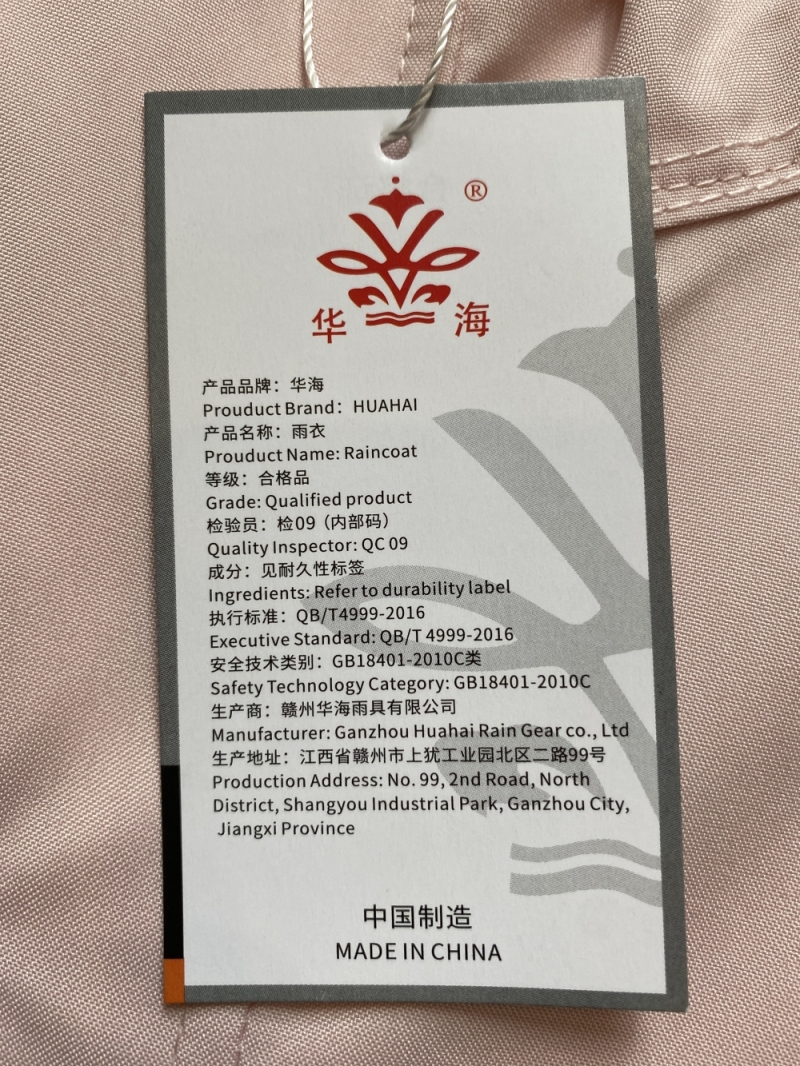 ®
华 海
产品品牌：华海
Prouduct Brand：HUAHAI
产品名称：雨衣
Prouduct Name: Raincoat
等级：合格品
Grade: Qualified product
检验员：检09（内部码）
Quality Inspector: QC 09
成分：见耐久性标签
Ingredients: Refer to durability label
执行标准：QB/T4999-2016
Executive Standard: QB/T 4999-2016
安全技术类别：GB18401-2010C类
Safety Technology Category: GB18401-2010C
生产商：赣州华海雨具有限公司
Manufacturer: Ganzhou Huahai Rain Gear co., Ltd
生产地址：江西省赣州市上犹工业园北区二路99号
Production Address: No. 99, 2nd Road, North
District, Shangyou Industrial Park, Ganzhou City,
Jiangxi Province
中国制造
MADE IN CHINA